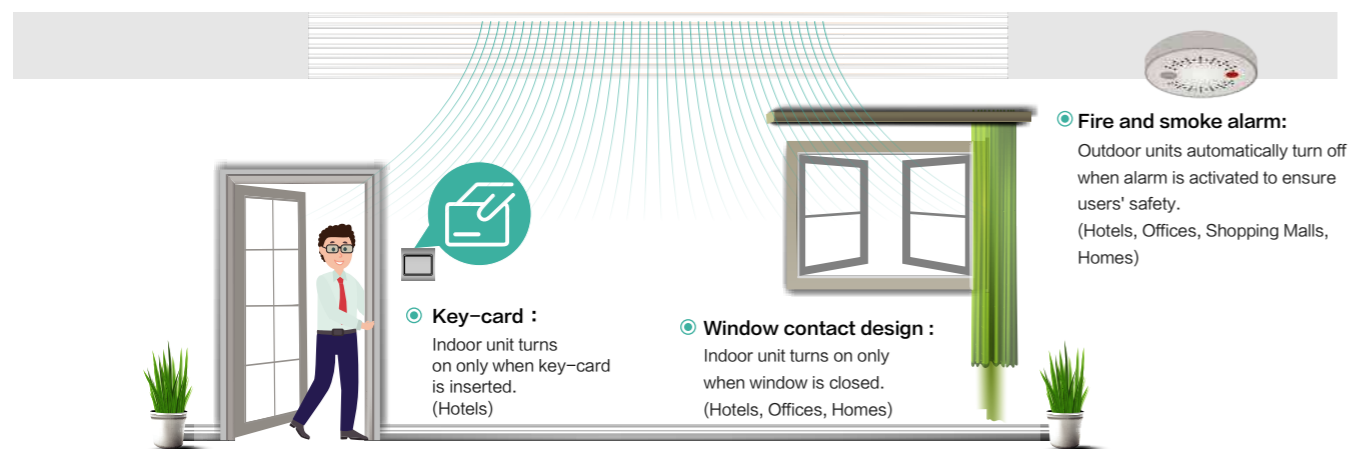 Key-card :
Indoor unit turns
on only when key-card
is inserted.
(Hotels)
Window contact design :
Indoor unit turns on only
when window is closed.
(Hotels, Offices, Homes)
Fire and smoke alarm:
Outdoor units automatically turn off
when alarm is activated to ensure
users' safety.
(Hotels, Offices, Shopping Malls,
Homes)